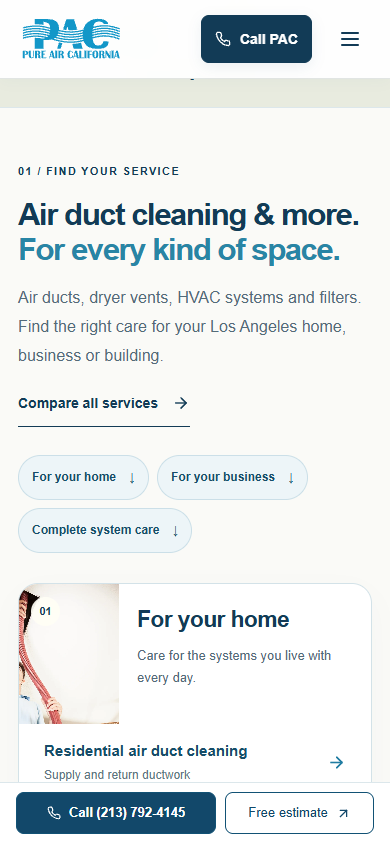 PAC
PURE AIR CALIFORNIA
Call PAC
01 / FIND YOUR SERVICE
Air duct cleaning & more.
For every kind of space.
Air ducts, dryer vents, HVAC systems and filters.
Find the right care for your Los Angeles home,
business or building.
Compare all services →
For your home ↓
For your business ↓
Complete system care ↓
01
For your home
Care for the systems you live with
every day.
Residential air duct cleaning →
Supply and return ductwork
Call (213) 792-4145
Free estimate ↗